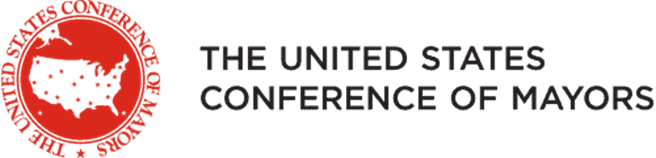 THE UNITED STATES CONFERENCE OF MAYORS
THE UNITED STATES
CONFERENCE OF MAYORS